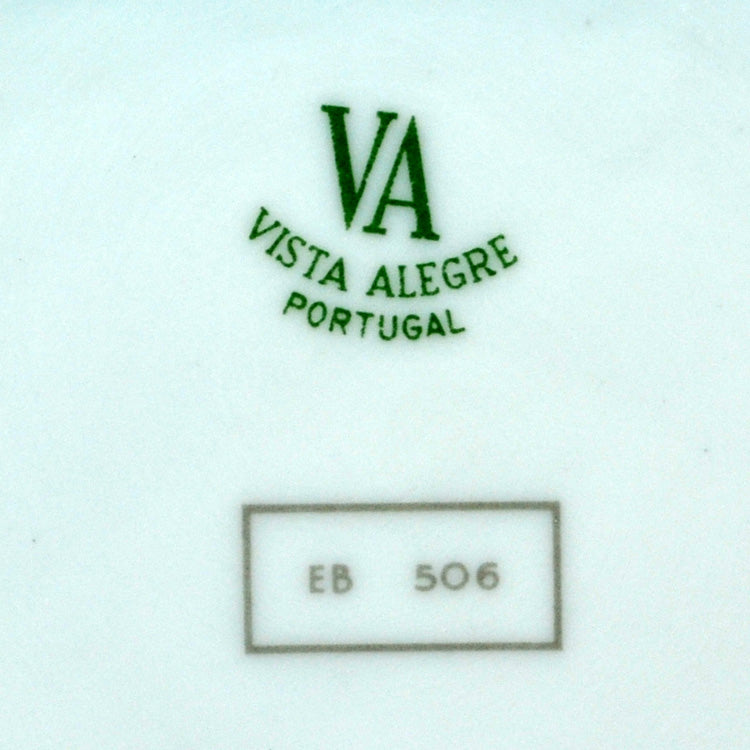 VA
VISTA ALEGRE
PORTUGAL
EB 506